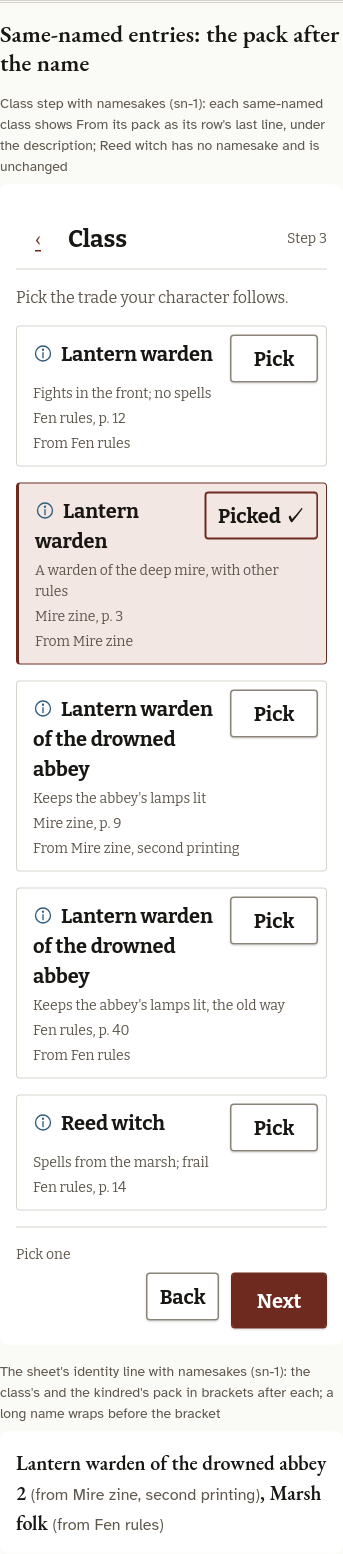 Same-named entries: the pack after
the name
Class step with namesakes (sn-1): each same-named
class shows From its pack as its row's last line, under
the description; Reed witch has no namesake and is
unchanged
‹ Class Step 3
Pick the trade your character follows.
Lantern warden Pick
Fights in the front; no spells
Fen rules, p. 12
From Fen rules
Lantern Picked ✓
warden
A warden of the deep mire, with other
rules
Mire zine, p. 3
From Mire zine
Lantern warden Pick
of the drowned
abbey
Keeps the abbey's lamps lit
Mire zine, p. 9
From Mire zine, second printing
Lantern warden Pick
of the drowned
abbey
Keeps the abbey's lamps lit, the old way
Fen rules, p. 40
From Fen rules
Reed witch Pick
Spells from the marsh; frail
Fen rules, p. 14
Pick one
Back Next
The sheet's identity line with namesakes (sn-1): the
class's and the kindred's pack in brackets after each; a
long name wraps before the bracket
Lantern warden of the drowned abbey
2 (from Mire zine, second printing), Marsh
folk (from Fen rules)